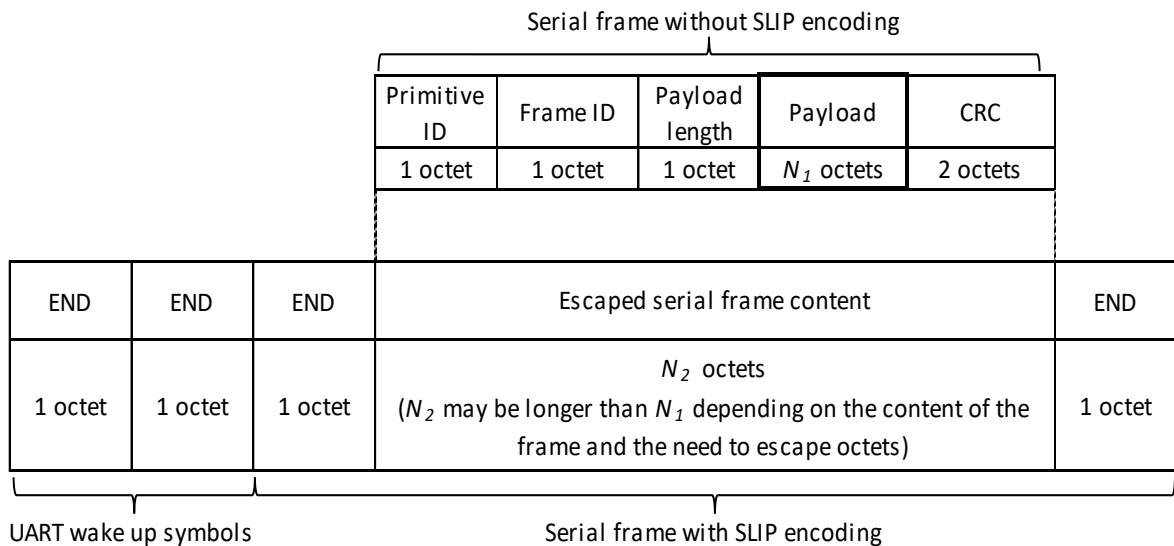 Serial frame without SLIP encoding
Primitive ID
Frame ID
Payload length
Payload
CRC
1 octet
1 octet
1 octet
N1 octets
2 octets
END
END
END
Escaped serial frame content
END
1 octet
1 octet
1 octet
N2 octets
(N2 may be longer than N1 depending on the content of the
frame and the need to escape octets)
1 octet
UART wake up symbols
Serial frame with SLIP encoding